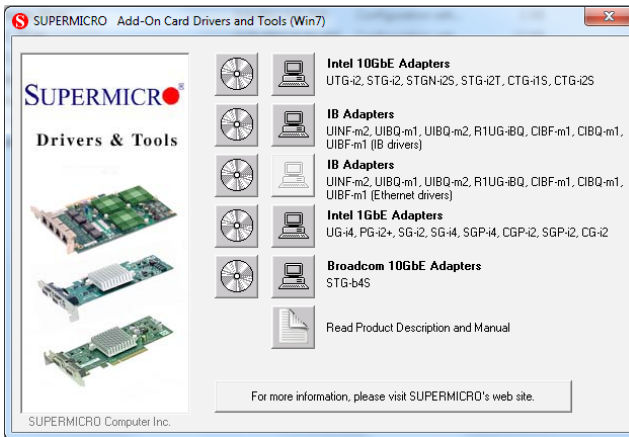 SUPERMICRO Add-On Card Drivers and Tools (Win7)
SUPERMICRO
Drivers & Tools
Intel 10GbE Adapters
UTG-i2, STG-i2, STGN-i2S, STG-i2T, CTG-i1S, CTG-i2S
IB Adapters
UINF-m2, UIBQ-m1, UIBQ-m2, R1UG-iBQ, CIBF-m1, CIBQ-m1,
UIBF-m1 (IB drivers)
IB Adapters
UINF-m2, UIBQ-m1, UIBQ-m2, R1UG-iBQ, CIBF-m1, CIBQ-m1,
UIBF-m1 (Ethernet drivers)
Intel 1GbE Adapters
UG-i4, PG-i2+, SG-i2, SG-i4, SGP-i4, CGP-i2, SGP-i2, CG-i2
Broadcom 10GbE Adapters
STG-b4S
Read Product Description and Manual
For more information, please visit SUPERMICRO's web site.
SUPERMICRO Computer Inc.